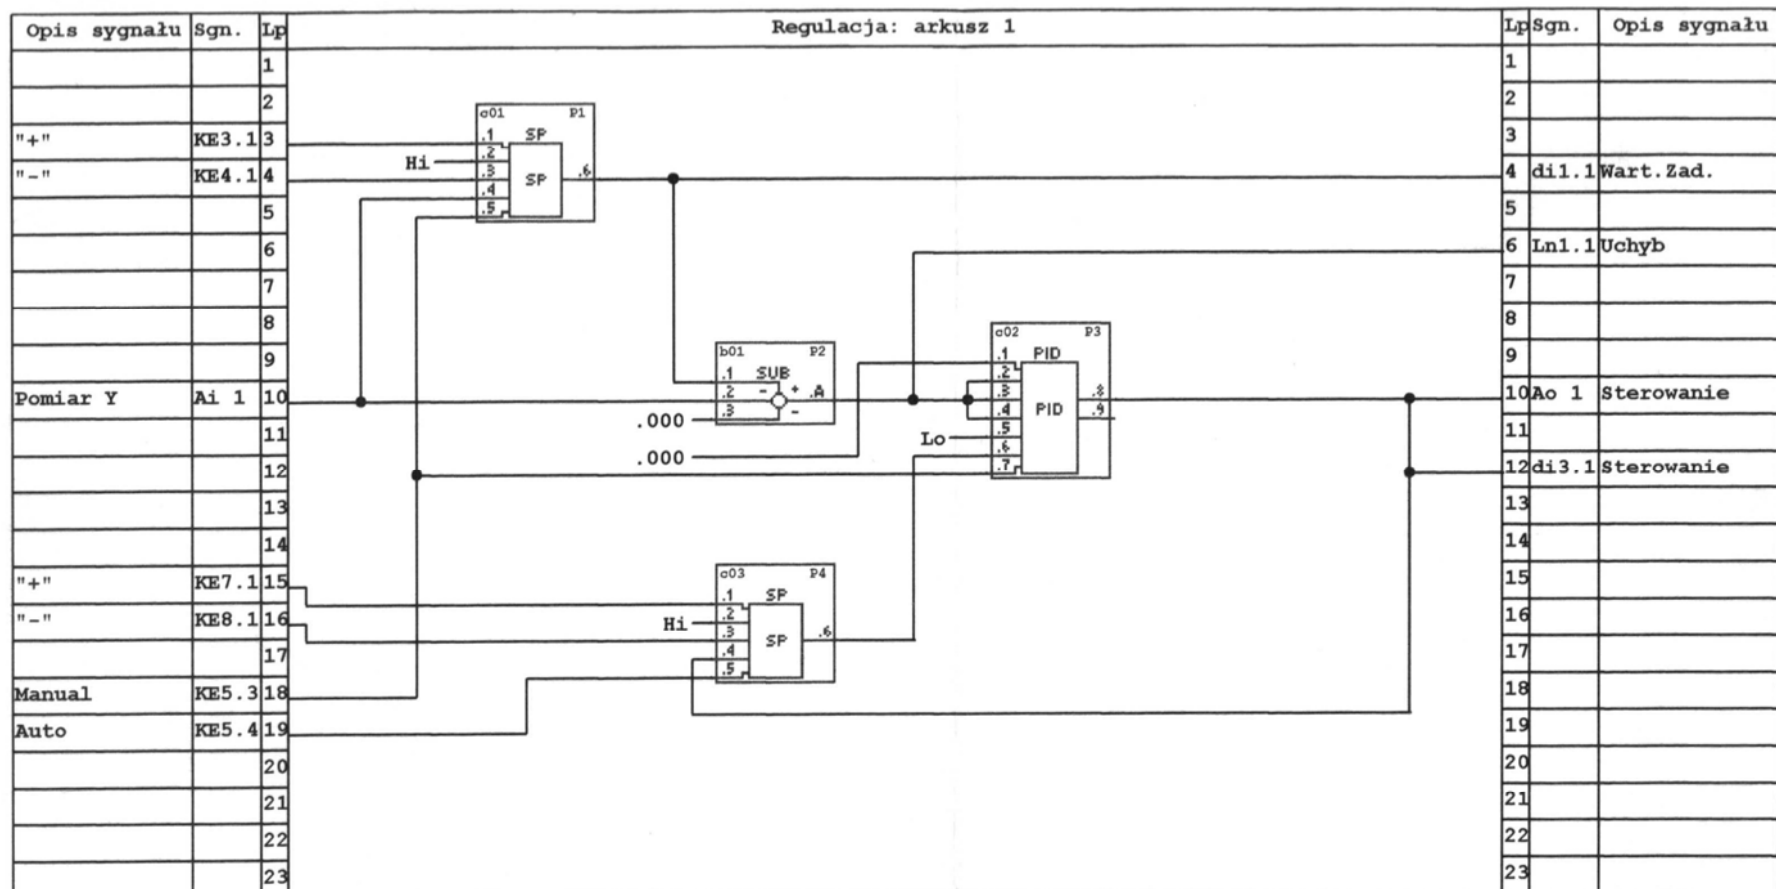 Opis sygnału Sgn. Lp Regulacja: arkusz 1 Lp Sgn. Opis sygnału
1 1
2 2
c01 P1
"+" KE3.1 3 .1 SP 3
Hi .2
"-" KE4.1 4 .3 SP .6 4 di1.1 Wart.Zad.
.4
5 .5 5
6 6 Ln1.1 Uchyb
7 7
8 8
c02 P3
9 b01 P2 .1 PID 9
.1 SUB .2
Pomiar Y Ai 1 10 .2 - + .A .3 PID .8 10 Ao 1 Sterowanie
.000 .3 - .4 .9
11 Lo .5 11
.000 .6
12 .7 12 di3.1 Sterowanie
13 13
14 14
c03 P4
"+" KE7.1 15 .1 SP 15
"-" KE8.1 16 Hi .2 16
.3 SP .6
17 .4 17
.5
Manual KE5.3 18 18
Auto KE5.4 19 19
20 20
21 21
22 22
23 23